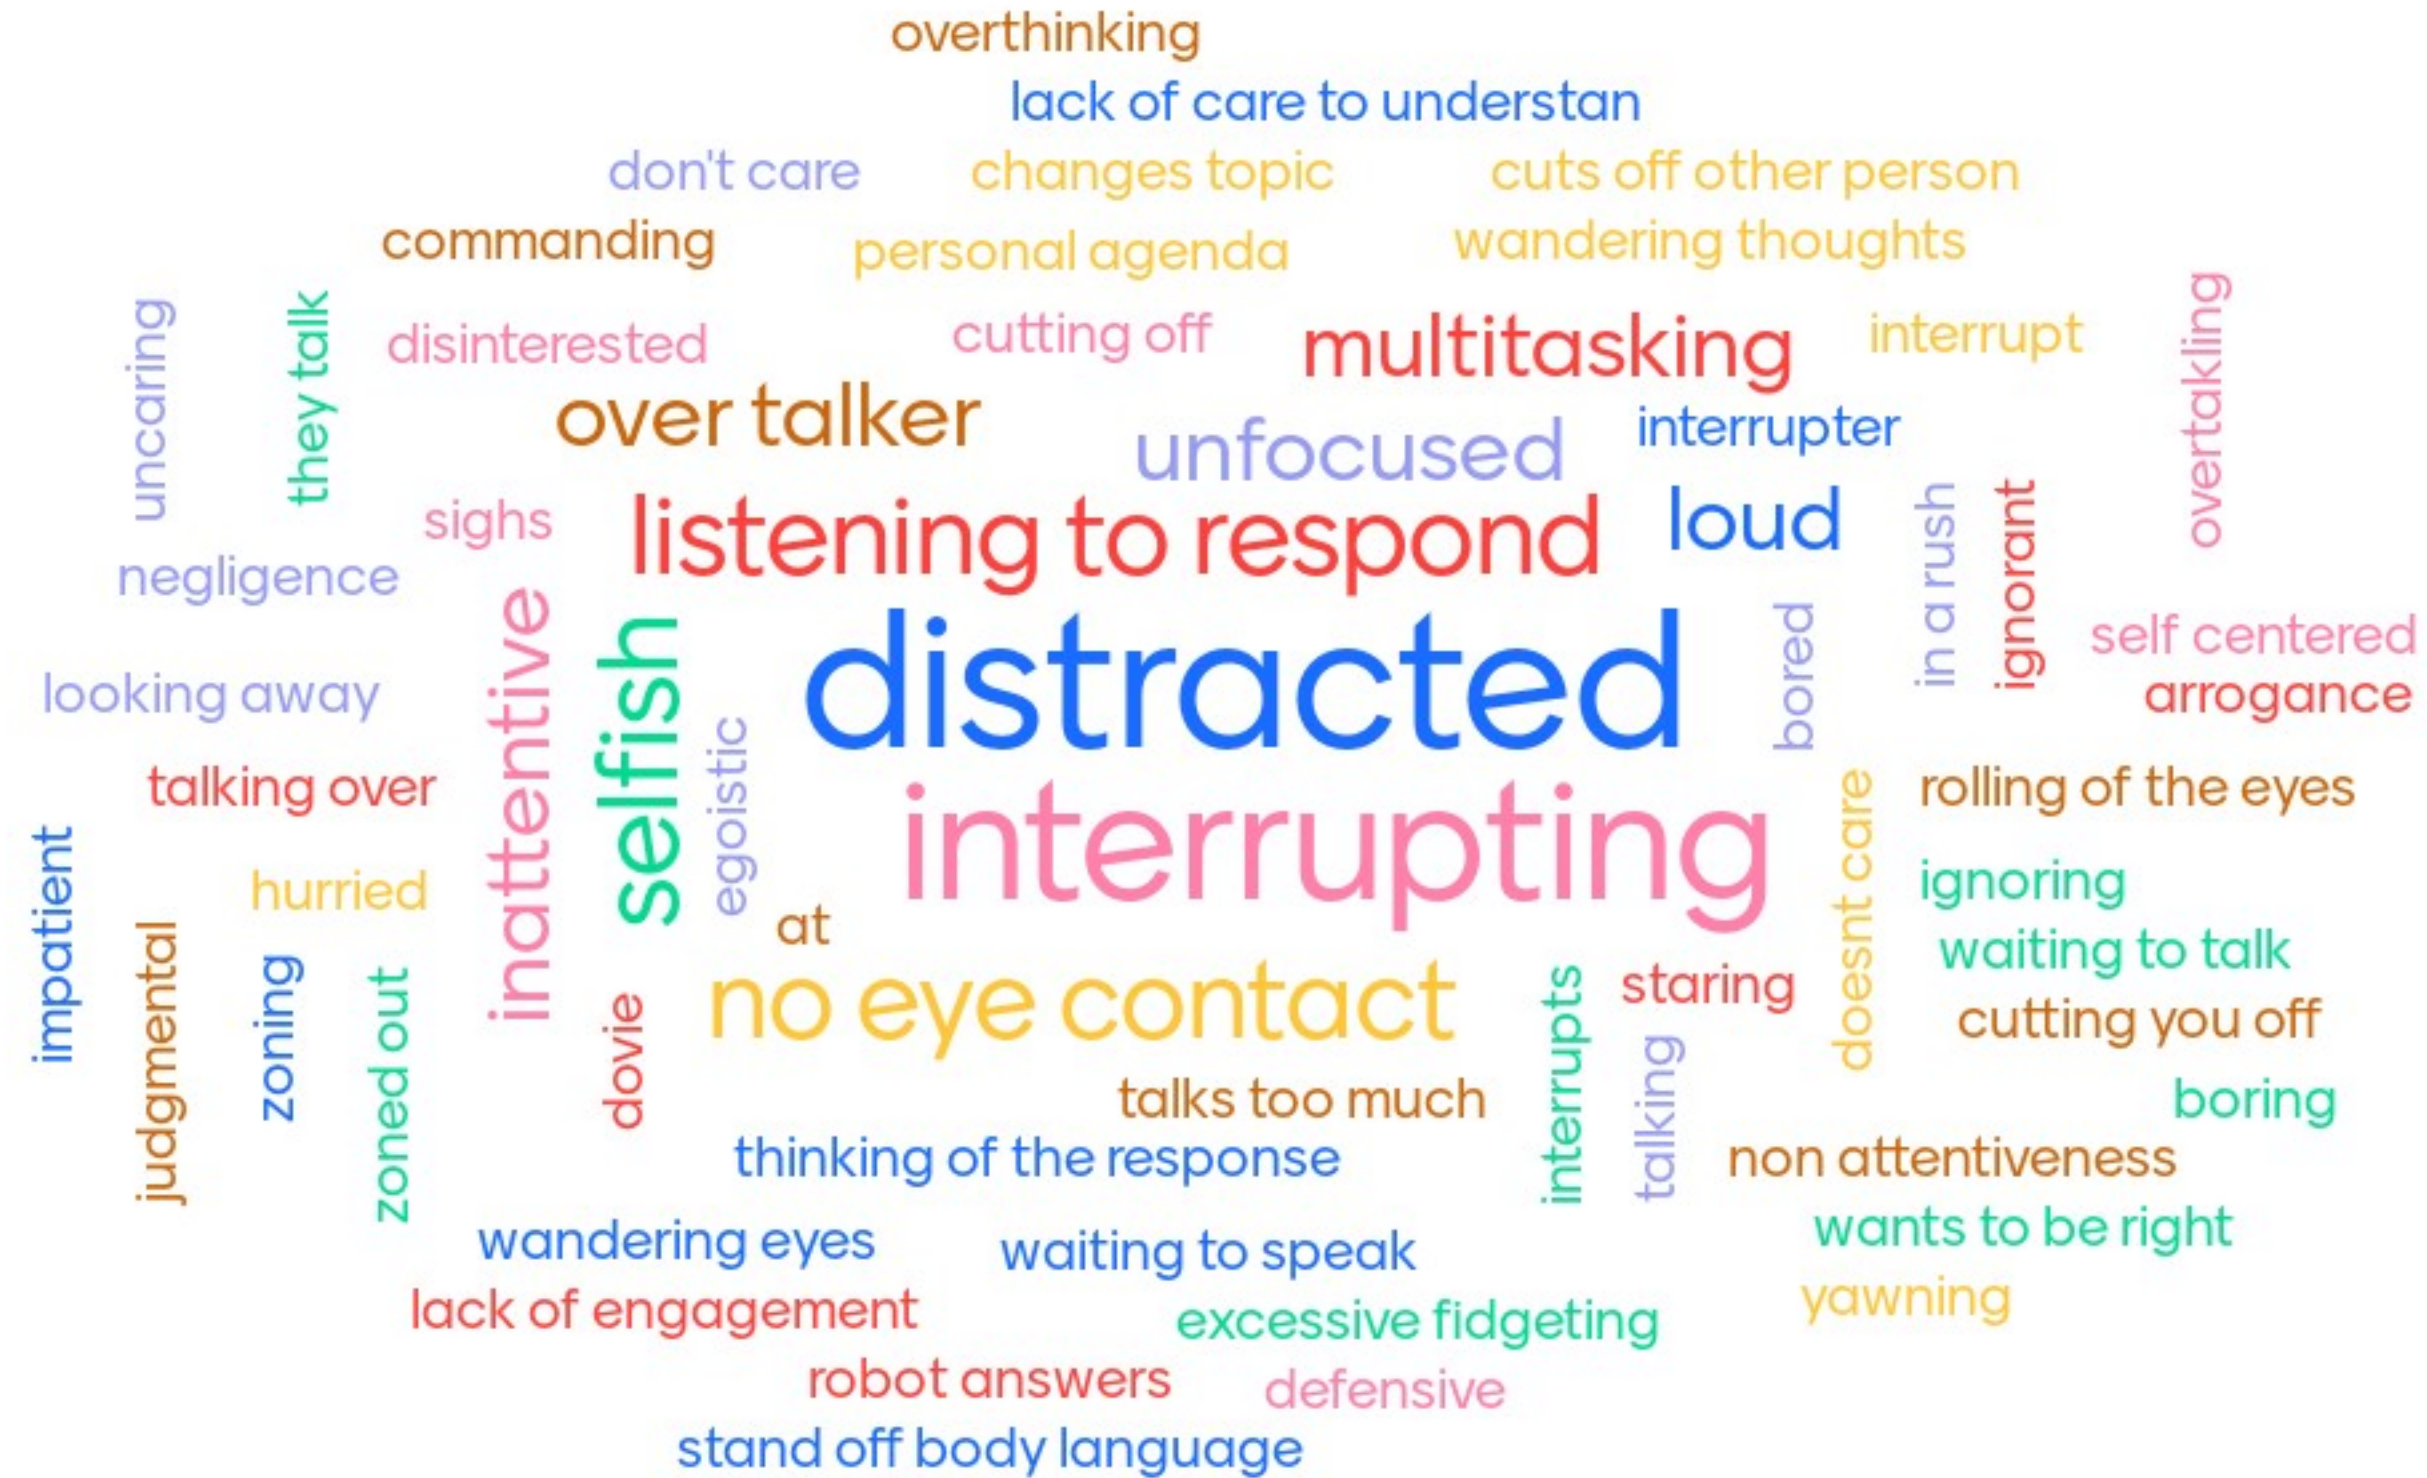 overthinking
lack of care to understan
don't care
changes topic
cuts off other person
commanding
personal agenda
wandering thoughts
uncaring
they talk
disinterested
cutting off
multitasking
interrupt
overtakling
over talker
unfocused
interrupter
sighs
listening to respond
loud
in a rush
ignorant
negligence
inattentive
selfish
distracted
bored
self centered
looking away
arrogance
egoistic
talking over
interrupting
doesnt care
rolling of the eyes
impatient
hurried
ignoring
at
judgmental
zoning
zoned out
waiting to talk
dovie
no eye contact
interrupts
staring
cutting you off
talking
talks too much
boring
thinking of the response
non attentiveness
wandering eyes
waiting to speak
wants to be right
lack of engagement
excessive fidgeting
yawning
robot answers
defensive
stand off body language